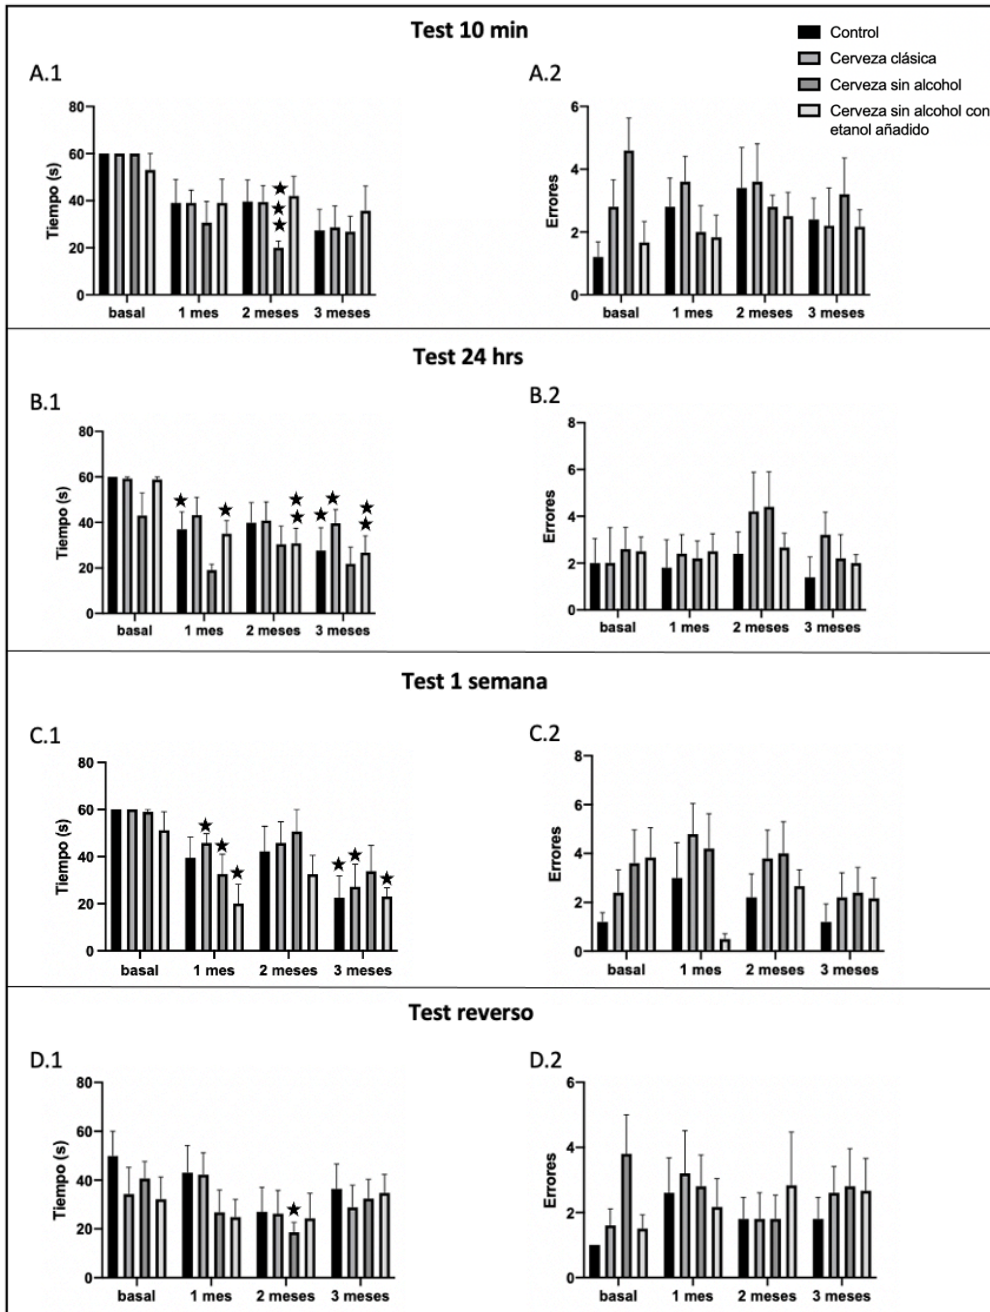 Test 10 min
Control
Cerveza clásica
Cerveza sin alcohol
Cerveza sin alcohol con
etanol añadido
A.1
Tiempo (s)
80
60
40
20
0
basal 1 mes 2 meses 3 meses
A.2
Errores
6
4
2
0
basal 1 mes 2 meses 3 meses
Test 24 hrs
B.1
Tiempo (s)
80
60
40
20
0
basal 1 mes 2 meses 3 meses
B.2
Errores
8
6
4
2
0
basal 1 mes 2 meses 3 meses
Test 1 semana
C.1
Tiempo (s)
80
60
40
20
0
basal 1 mes 2 meses 3 meses
C.2
Errores
8
6
4
2
0
basal 1 mes 2 meses 3 meses
Test reverso
D.1
Tiempo (s)
80
60
40
20
0
basal 1 mes 2 meses 3 meses
D.2
Errores
6
4
2
0
basal 1 mes 2 meses 3 meses